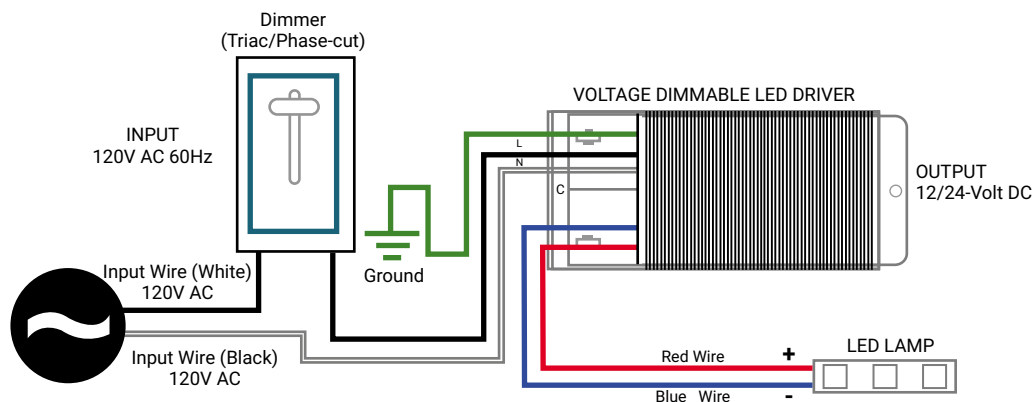 Dimmer
(Triac/Phase-cut)
INPUT
120V AC 60Hz
VOLTAGE DIMMABLE LED DRIVER
L
N
C
OUTPUT
12/24-Volt DC
Ground
Input Wire (White)
120V AC
Input Wire (Black)
120V AC
Red Wire
+
Blue Wire
-
LED LAMP